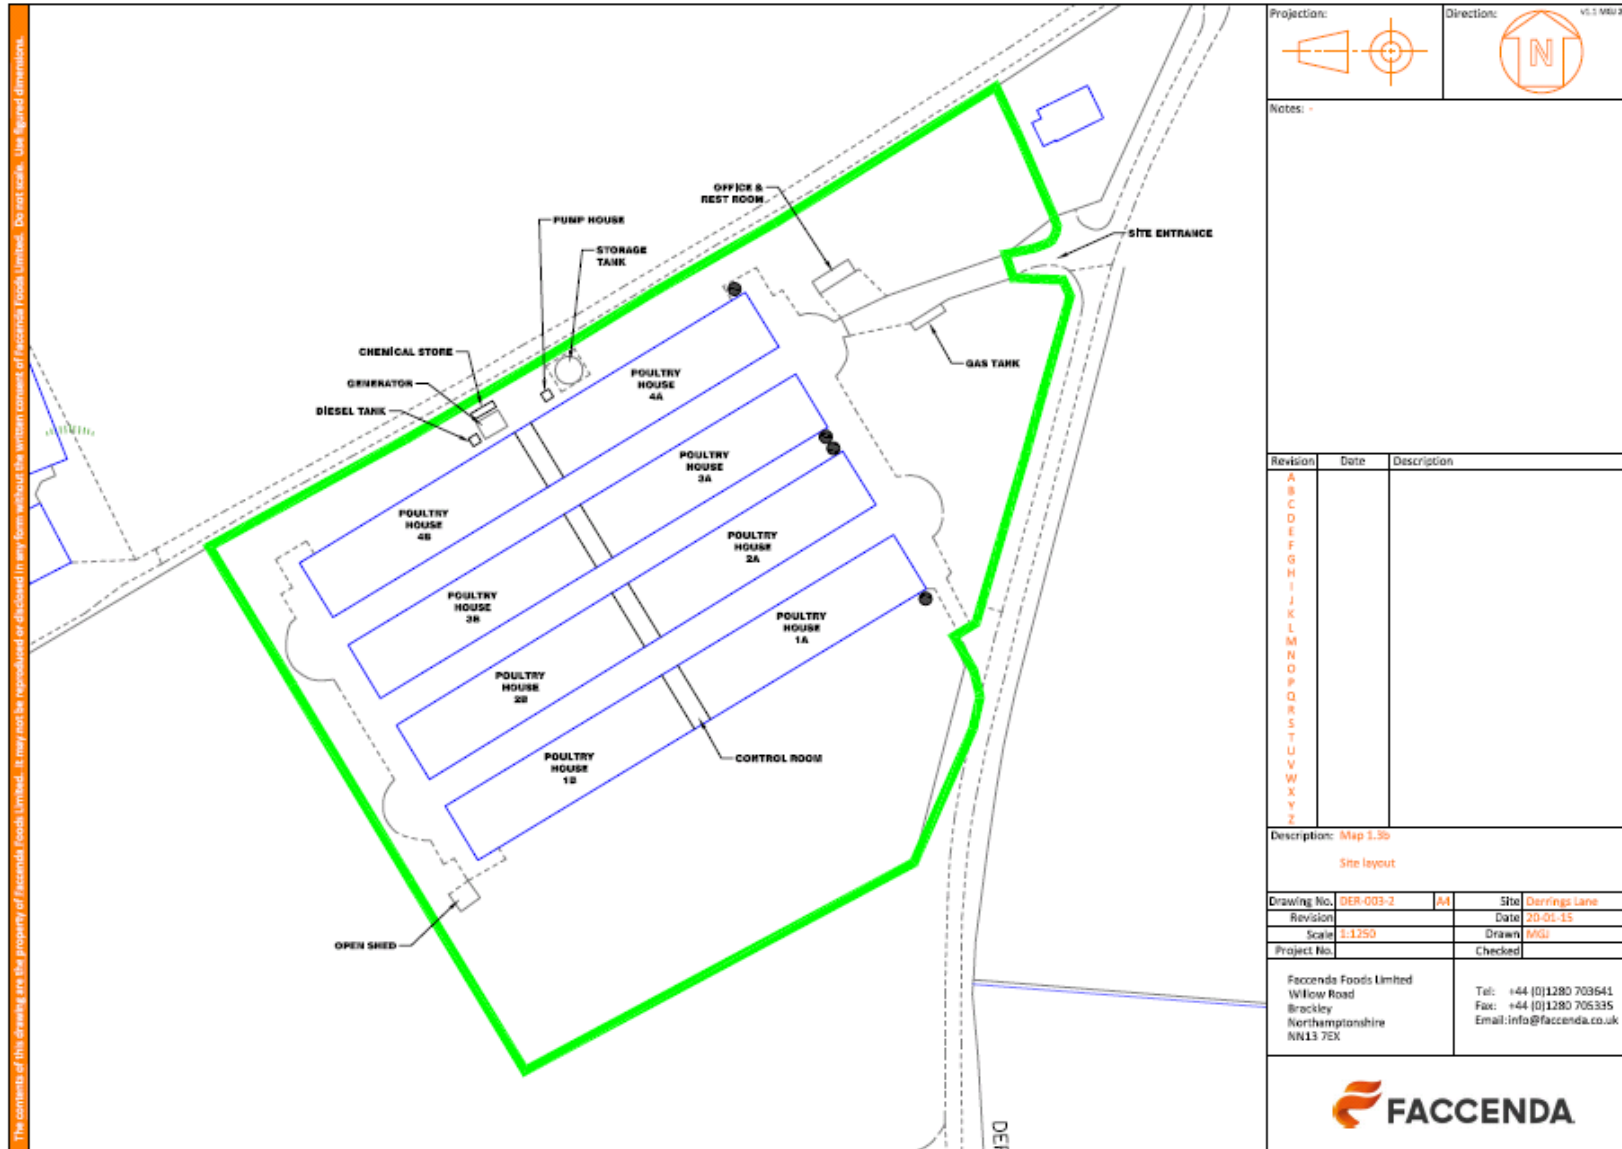 The contents of this drawing are the property of Faccenda Foods Limited. It may not be reproduced or disclosed in any form without the written consent of Faccenda Foods Limited. Do not scale. Use figured dimensions.
OFFICE &
REST ROOM
PUMP HOUSE
STORAGE
TANK
SITE ENTRANCE
CHEMICAL STORE
GENERATOR
DIESEL TANK
GAS TANK
POULTRY
HOUSE
4A
POULTRY
HOUSE
3A
POULTRY
HOUSE
4B
POULTRY
HOUSE
2A
POULTRY
HOUSE
3B
POULTRY
HOUSE
1A
POULTRY
HOUSE
2B
POULTRY
HOUSE
1B
CONTROL ROOM
OPEN SHED
DER
Projection:
Direction:
N
Notes: -
Revision Date Description
A
B
C
D
E
F
G
H
I
J
K
L
M
N
O
P
Q
R
S
T
U
V
W
X
Y
Z
Description: Map 1.3b
Site layout
Drawing No. DER-003-2 A4 Site Derrings Lane
Revision Date 20-01-15
Scale 1:1250 Drawn MGJ
Project No. Checked
Faccenda Foods Limited
Willow Road
Brackley
Northamptonshire
NN13 7EX
Tel: +44 (0)1280 703641
Fax: +44 (0)1280 705335
Email: info@faccenda.co.uk
FACCENDA